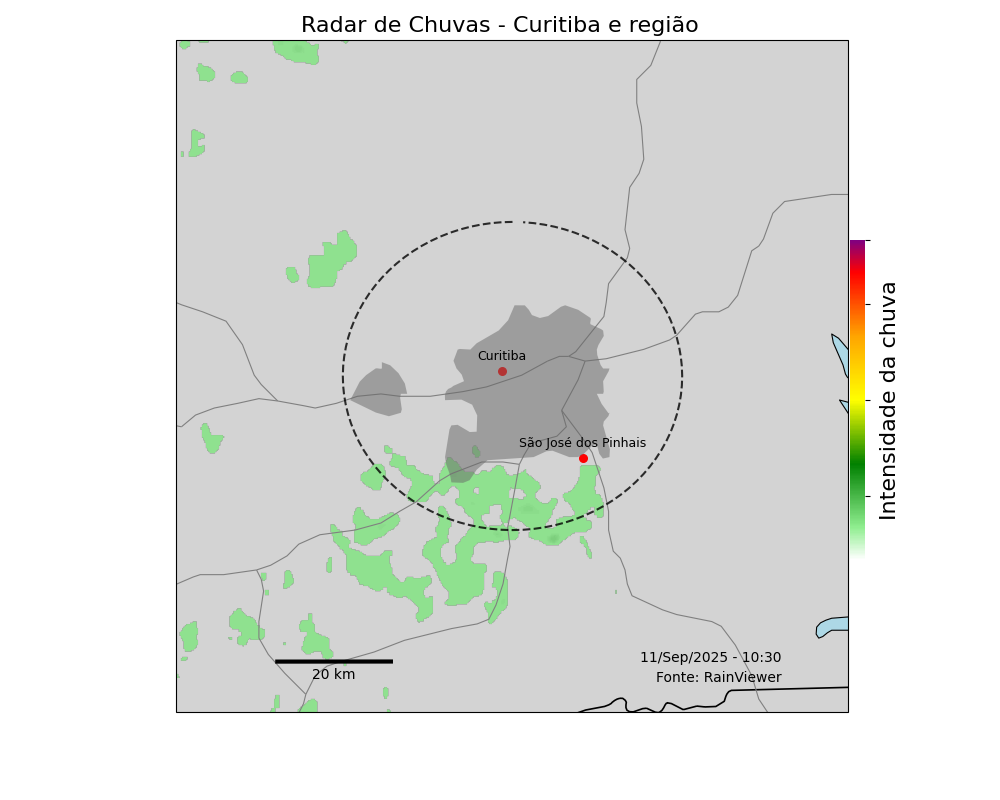 Radar de Chuvas - Curitiba e região
Curitiba
São José dos Pinhais
Intensidade da chuva
11/Sep/2025 - 10:30
Fonte: RainViewer
20 km